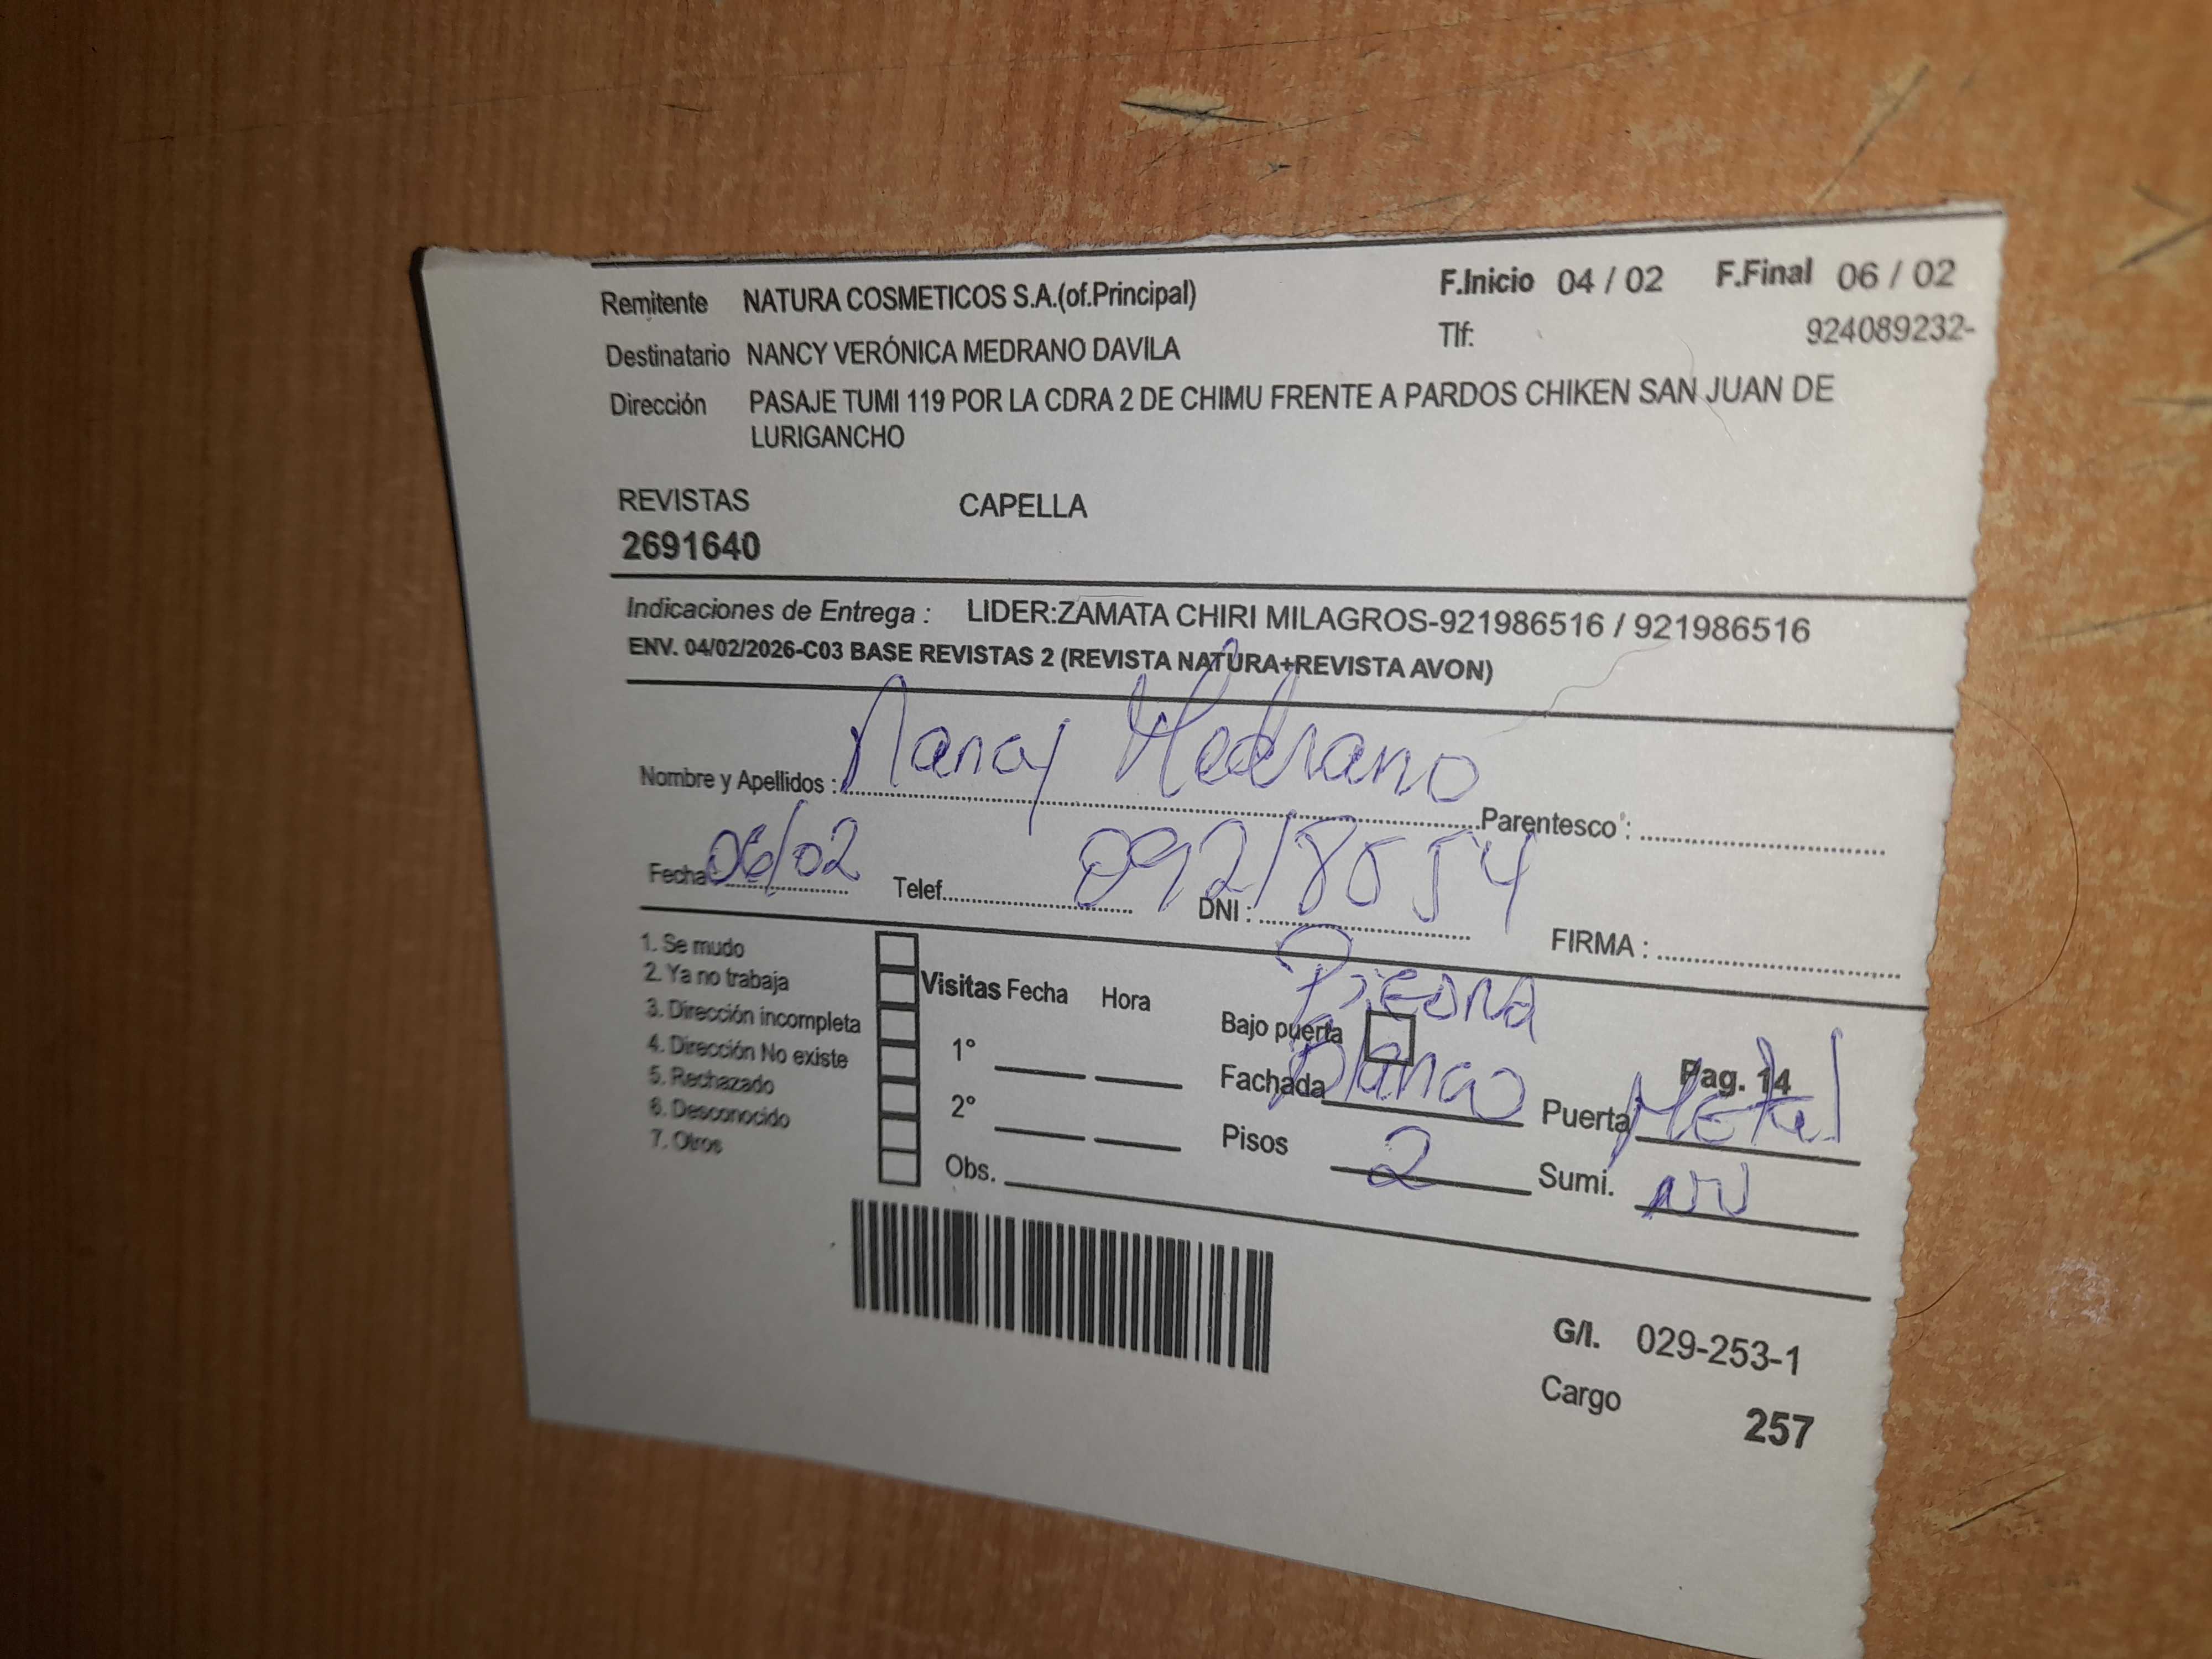 Remitente NATURA COSMETICOS S.A.(of.Principal) F.Inicio 04 / 02 F.Final 06 / 02
Destinatario NANCY VERÓNICA MEDRANO DAVILA Tlf: 924089232-
Dirección PASAJE TUMI 119 POR LA CDRA 2 DE CHIMU FRENTE A PARDOS CHIKEN SAN JUAN DE
LURIGANCHO
REVISTAS CAPELLA
2691640
Indicaciones de Entrega : LIDER:ZAMATA CHIRI MILAGROS-921986516 / 921986516
ENV. 04/02/2026-C03 BASE REVISTAS 2 (REVISTA NATURA+REVISTA AVON)
Nombre y Apellidos : Nancy Medrano Parentesco :
Fecha : 06/02 Telef. DNI : 09218554 FIRMA :
1. Se mudo
2. Ya no trabaja
3. Dirección incompleta
4. Dirección No existe
5. Rechazado
6. Desconocido
7. Otros
Visitas Fecha Hora
1°
2°
Obs.
Piedra
Bajo puerta Pag. 14
Fachada blanco Puerta Metal
Pisos 2 Sumi.
G/I. 029-253-1
Cargo 257